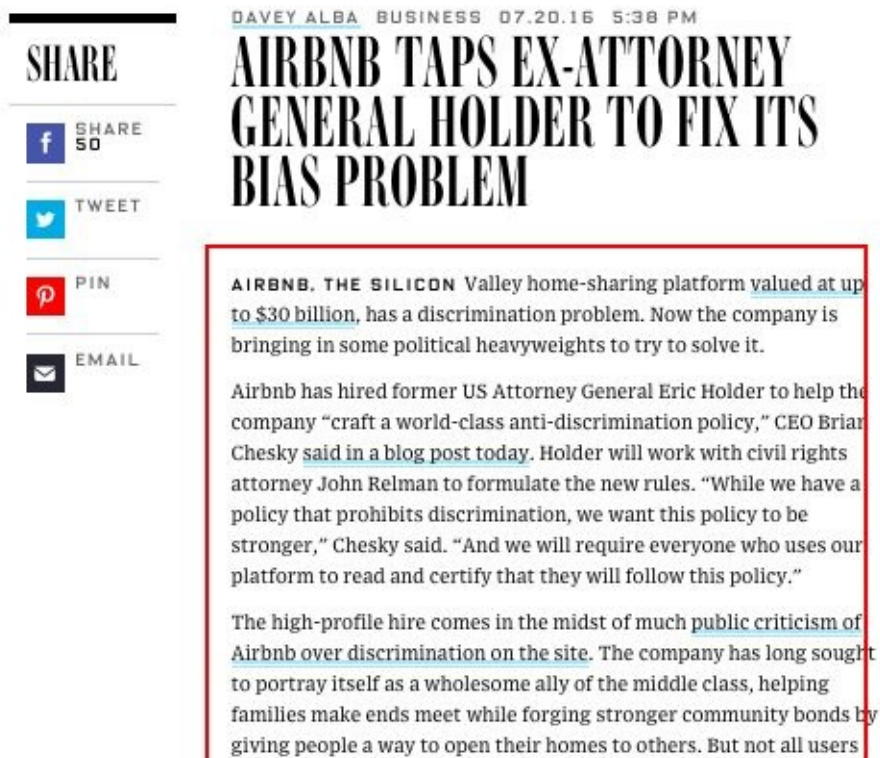 SHARE
SHARE
50
TWEET
PIN
EMAIL
DAVEY ALBA BUSINESS 07.20.16 5:38 PM
AIRBNB TAPS EX-ATTORNEY
GENERAL HOLDER TO FIX ITS
BIAS PROBLEM
AIRBNB, THE SILICON Valley home-sharing platform valued at up
to $30 billion, has a discrimination problem. Now the company is
bringing in some political heavyweights to try to solve it.
Airbnb has hired former US Attorney General Eric Holder to help the
company “craft a world-class anti-discrimination policy,” CEO Brian
Chesky said in a blog post today. Holder will work with civil rights
attorney John Relman to formulate the new rules. “While we have a
policy that prohibits discrimination, we want this policy to be
stronger,” Chesky said. “And we will require everyone who uses our
platform to read and certify that they will follow this policy.”
The high-profile hire comes in the midst of much public criticism of
Airbnb over discrimination on the site. The company has long sought
to portray itself as a wholesome ally of the middle class, helping
families make ends meet while forging stronger community bonds by
giving people a way to open their homes to others. But not all users